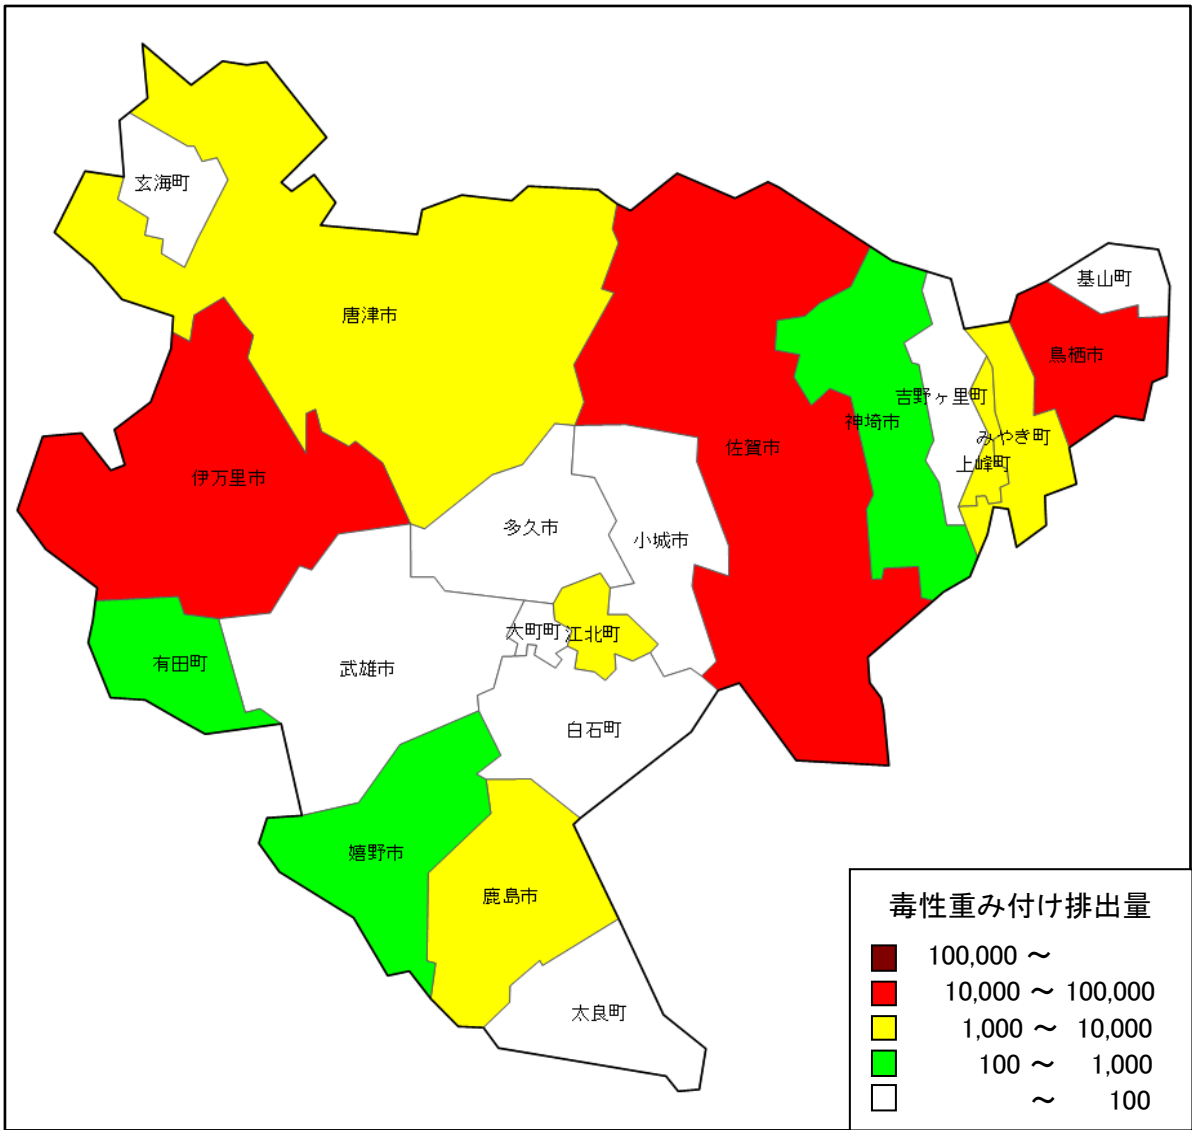 玄海町
基山町
唐津市
鳥栖市
吉野ヶ里町
神埼市
みやき町
佐賀市
上峰町
伊万里市
多久市
小城市
大町町
江北町
有田町
武雄市
白石町
嬉野市
鹿島市
太良町
毒性重み付け排出量
100,000 ～
10,000 ～ 100,000
1,000 ～ 10,000
100 ～ 1,000
～ 100